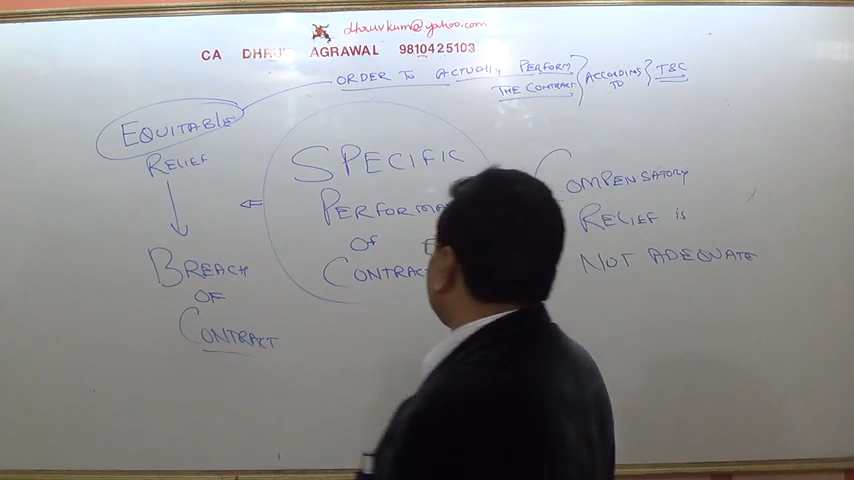 dhruvkum@yahoo.com
CA DHRUV AGRAWAL 9810425103
ORDER TO ACTUALLY PERFORM
THE CONTRACT
ACCORDING
TO
T&C
EQUITABLE
RELIEF
BREACH
OF
CONTRACT
SPECIFIC
PERFORMA
OF
CONTRACT
COMPENSATORY
RELIEF is
NOT ADEQUATE